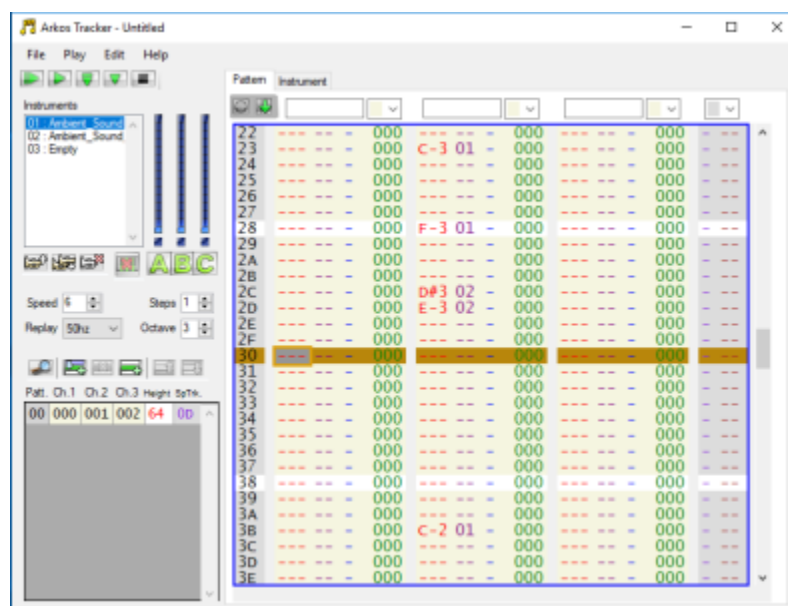 Arkos Tracker - Untitled
File Play Edit Help
Pattern Instrument
Instruments
01 : Ambient_Sound
02 : Ambient_Sound
03 : Empty
A B C
Speed 6 Steps 1
Replay 50hz Octave 3
Patt. Ch.1 Ch.2 Ch.3 Height SpTrk.
00 000 001 002 64 0D
22 --- -- - 000 --- -- - 000 --- -- - 000 - --
23 --- -- - 000 C-3 01 - 000 --- -- - 000 - --
24 --- -- - 000 --- -- - 000 --- -- - 000 - --
25 --- -- - 000 --- -- - 000 --- -- - 000 - --
26 --- -- - 000 --- -- - 000 --- -- - 000 - --
27 --- -- - 000 --- -- - 000 --- -- - 000 - --
28 --- -- - 000 F-3 01 - 000 --- -- - 000 - --
29 --- -- - 000 --- -- - 000 --- -- - 000 - --
2A --- -- - 000 --- -- - 000 --- -- - 000 - --
2B --- -- - 000 --- -- - 000 --- -- - 000 - --
2C --- -- - 000 D#3 02 - 000 --- -- - 000 - --
2D --- -- - 000 E-3 02 - 000 --- -- - 000 - --
2E --- -- - 000 --- -- - 000 --- -- - 000 - --
2F --- -- - 000 --- -- - 000 --- -- - 000 - --
30 --- -- - 000 --- -- - 000 --- -- - 000 - --
31 --- -- - 000 --- -- - 000 --- -- - 000 - --
32 --- -- - 000 --- -- - 000 --- -- - 000 - --
33 --- -- - 000 --- -- - 000 --- -- - 000 - --
34 --- -- - 000 --- -- - 000 --- -- - 000 - --
35 --- -- - 000 --- -- - 000 --- -- - 000 - --
36 --- -- - 000 --- -- - 000 --- -- - 000 - --
37 --- -- - 000 --- -- - 000 --- -- - 000 - --
38 --- -- - 000 --- -- - 000 --- -- - 000 - --
39 --- -- - 000 --- -- - 000 --- -- - 000 - --
3A --- -- - 000 --- -- - 000 --- -- - 000 - --
3B --- -- - 000 C-2 01 - 000 --- -- - 000 - --
3C --- -- - 000 --- -- - 000 --- -- - 000 - --
3D --- -- - 000 --- -- - 000 --- -- - 000 - --
3E --- -- - 000 --- -- - 000 --- -- - 000 - --